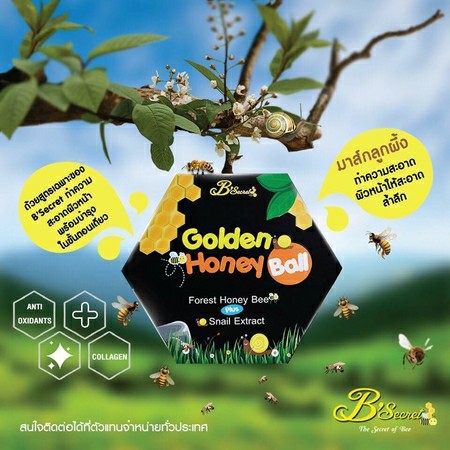 ด้วยสูตรเฉพาะของ
B'Secret ทำความ
สะอาดผิวหน้า
พร้อมบำรุง
ในขั้นตอนเดียว
มาส์กลูกผึ้ง
ทำความสะอาด
ผิวหน้าให้สะอาด
ล้ำลึก
B'Secret
Golden
Honey Ball
Forest Honey Bee
Plus
Snail Extract
ANTI
OXIDANTS
COLLAGEN
B'Secret
The Secret of Bee
สนใจติดต่อได้ที่ตัวแทนจำหน่ายทั่วประเทศ